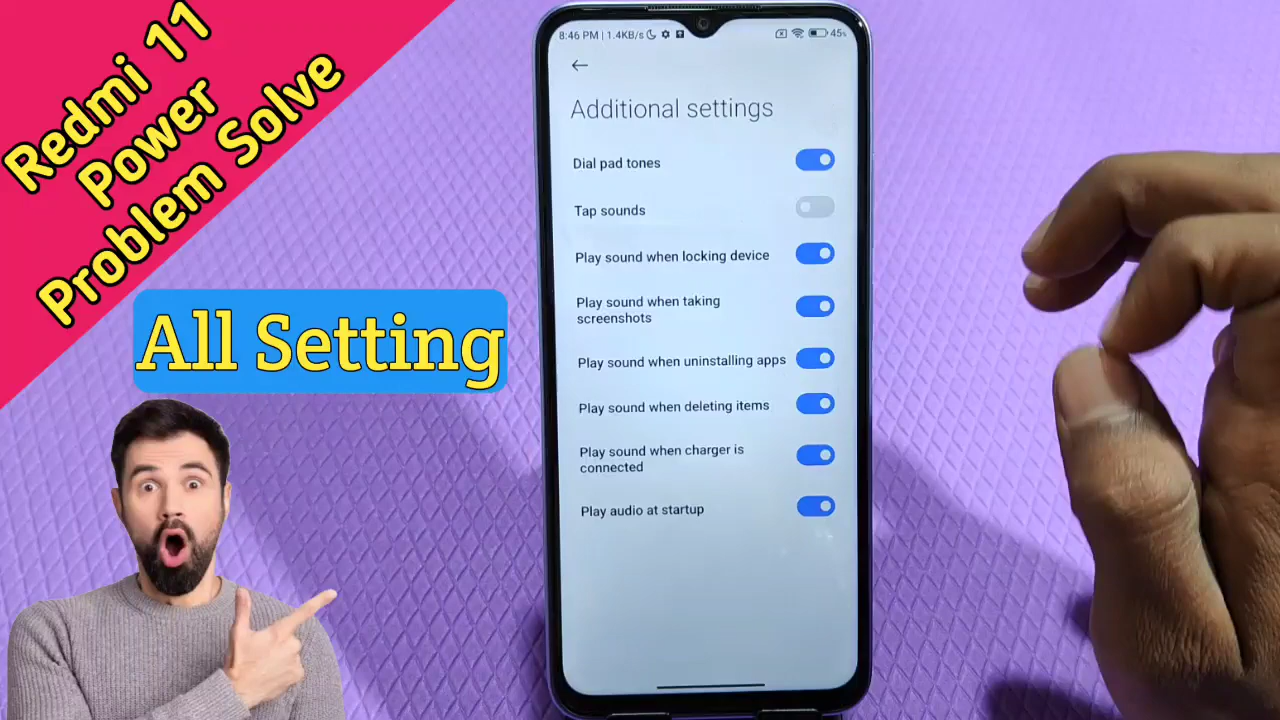 Redmi 11
Power
Problem Solve
All Setting
8:46 PM | 1.4KB/s
45%
Additional settings
Dial pad tones
Tap sounds
Play sound when locking device
Play sound when taking
screenshots
Play sound when uninstalling apps
Play sound when deleting items
Play sound when charger is
connected
Play audio at startup